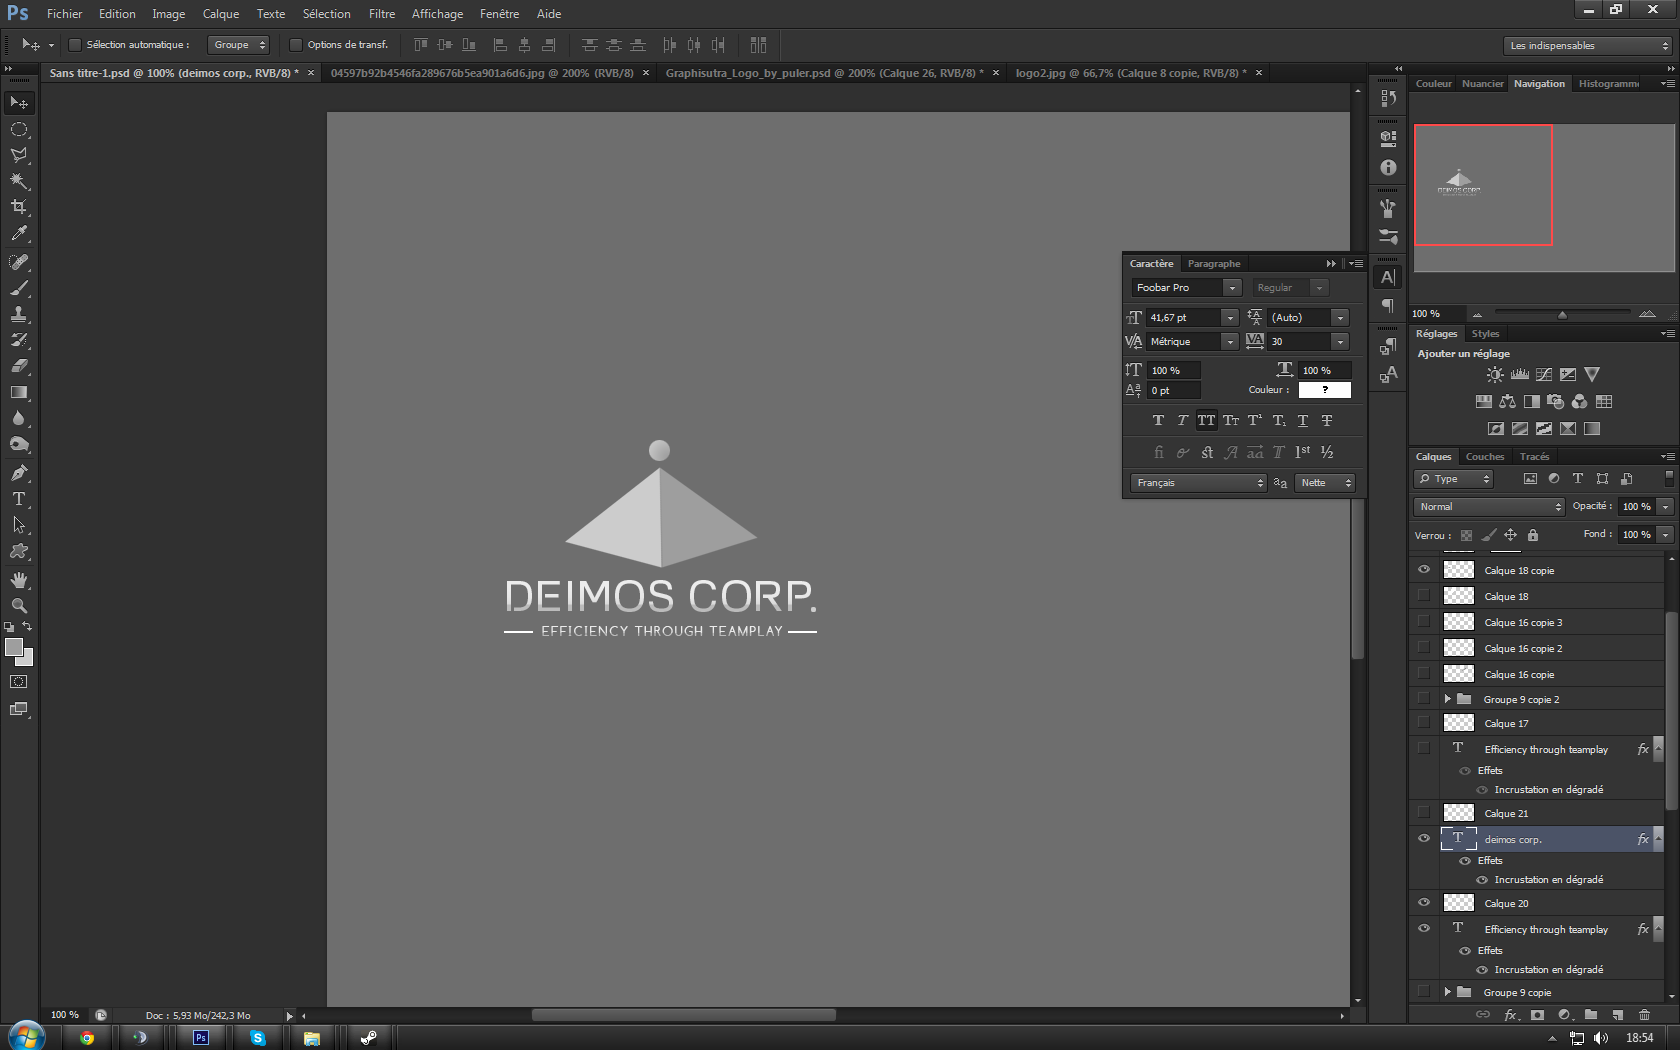 Ps Fichier Edition Image Calque Texte Sélection Filtre Affichage Fenêtre Aide
Sélection automatique : Groupe Options de transf. Les indispensables
Sans titre-1.psd @ 100% (deimos corp., RVB/8) * × 04597b92b4546fa289676b5ea901a6d6.jpg @ 200% (RVB/8) × Graphisutra_Logo_by_puler.psd @ 200% (Calque 26, RVB/8) * × logo2.jpg @ 66,7% (Calque 8 copie, RVB/8) * ×
Couleur Nuancier Navigation Histogramme
Caractère Paragraphe
Foobar Pro Regular
41,67 pt (Auto)
Métrique 30
100 % 100 %
0 pt Couleur : ?
T T TT Tт T¹ T₁ T T
fi st A aa T 1st ½
Français aa Nette
DEIMOS CORP.
EFFICIENCY THROUGH TEAMPLAY
100 %
Réglages Styles
Ajouter un réglage
Calques Couches Tracés
Type
Normal Opacité : 100 %
Verrou : Fond : 100 %
Calque 18 copie
Calque 18
Calque 16 copie 3
Calque 16 copie 2
Calque 16 copie
Groupe 9 copie 2
Calque 17
T Efficiency through teamplay fx
Effets
Incrustation en dégradé
Calque 21
T deimos corp. fx
Effets
Incrustation en dégradé
Calque 20
T Efficiency through teamplay fx
Effets
Incrustation en dégradé
Groupe 9 copie
100 % Doc : 5,93 Mo/242,3 Mo
fx
Ps
18:54